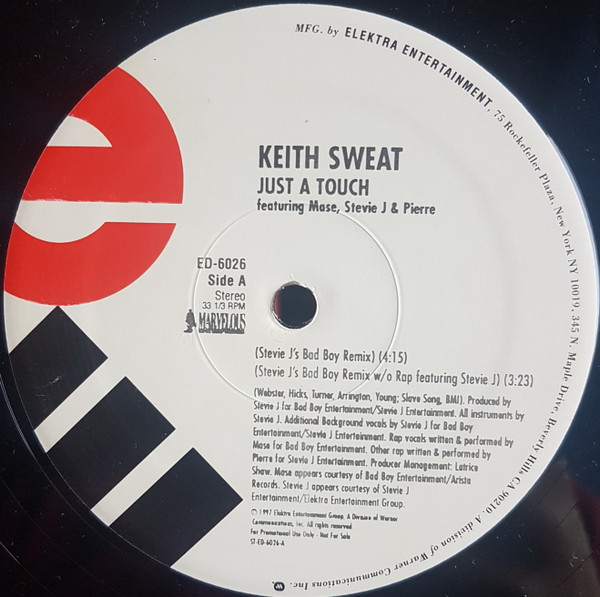 MFG. by ELEKTRA ENTERTAINMENT, 75 Rockefeller Plaza, New York NY 10019, 345 N. Maple Drive, Beverly Hills CA 90210. A division of Warner Communications Inc.
KEITH SWEAT
JUST A TOUCH
featuring Mase, Stevie J & Pierre
ED-6026
Side A
Stereo
33 1/3 RPM
MARVELOUS
(Stevie J's Bad Boy Remix) (4:15)
(Stevie J's Bad Boy Remix w/o Rap featuring Stevie J) (3:23)
(Webster, Hicks, Turner, Arrington, Young; Slave Song, BMI). Produced by
Stevie J for Bad Boy Entertainment/Stevie J Entertainment. All instruments by
Stevie J. Additional Background vocals by Stevie J for Bad Boy
Entertainment/Stevie J Entertainment. Rap vocals written & performed by
Mase for Bad Boy Entertainment. Other rap written & performed by
Pierre for Stevie J Entertainment. Producer Management: Latrice
Shaw. Mase appears courtesy of Bad Boy Entertainment/Arista
Records. Stevie J appears courtesy of Stevie J
Entertainment/Elektra Entertainment Group.
℗ 1997 Elektra Entertainment Group, A Division of Warner
Communications, Inc. All rights reserved
For Promotional Use Only - Not For Sale
ST-ED-6026-A